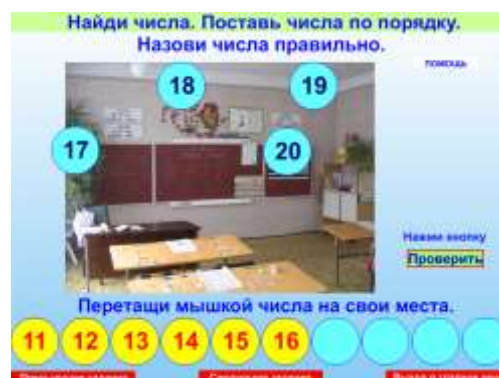 Найди числа. Поставь числа по порядку.
Назови числа правильно.
помощь
18
19
17
20
Нажми кнопку
Проверить
Перетащи мышкой числа на свои места.
11 12 13 14 15 16